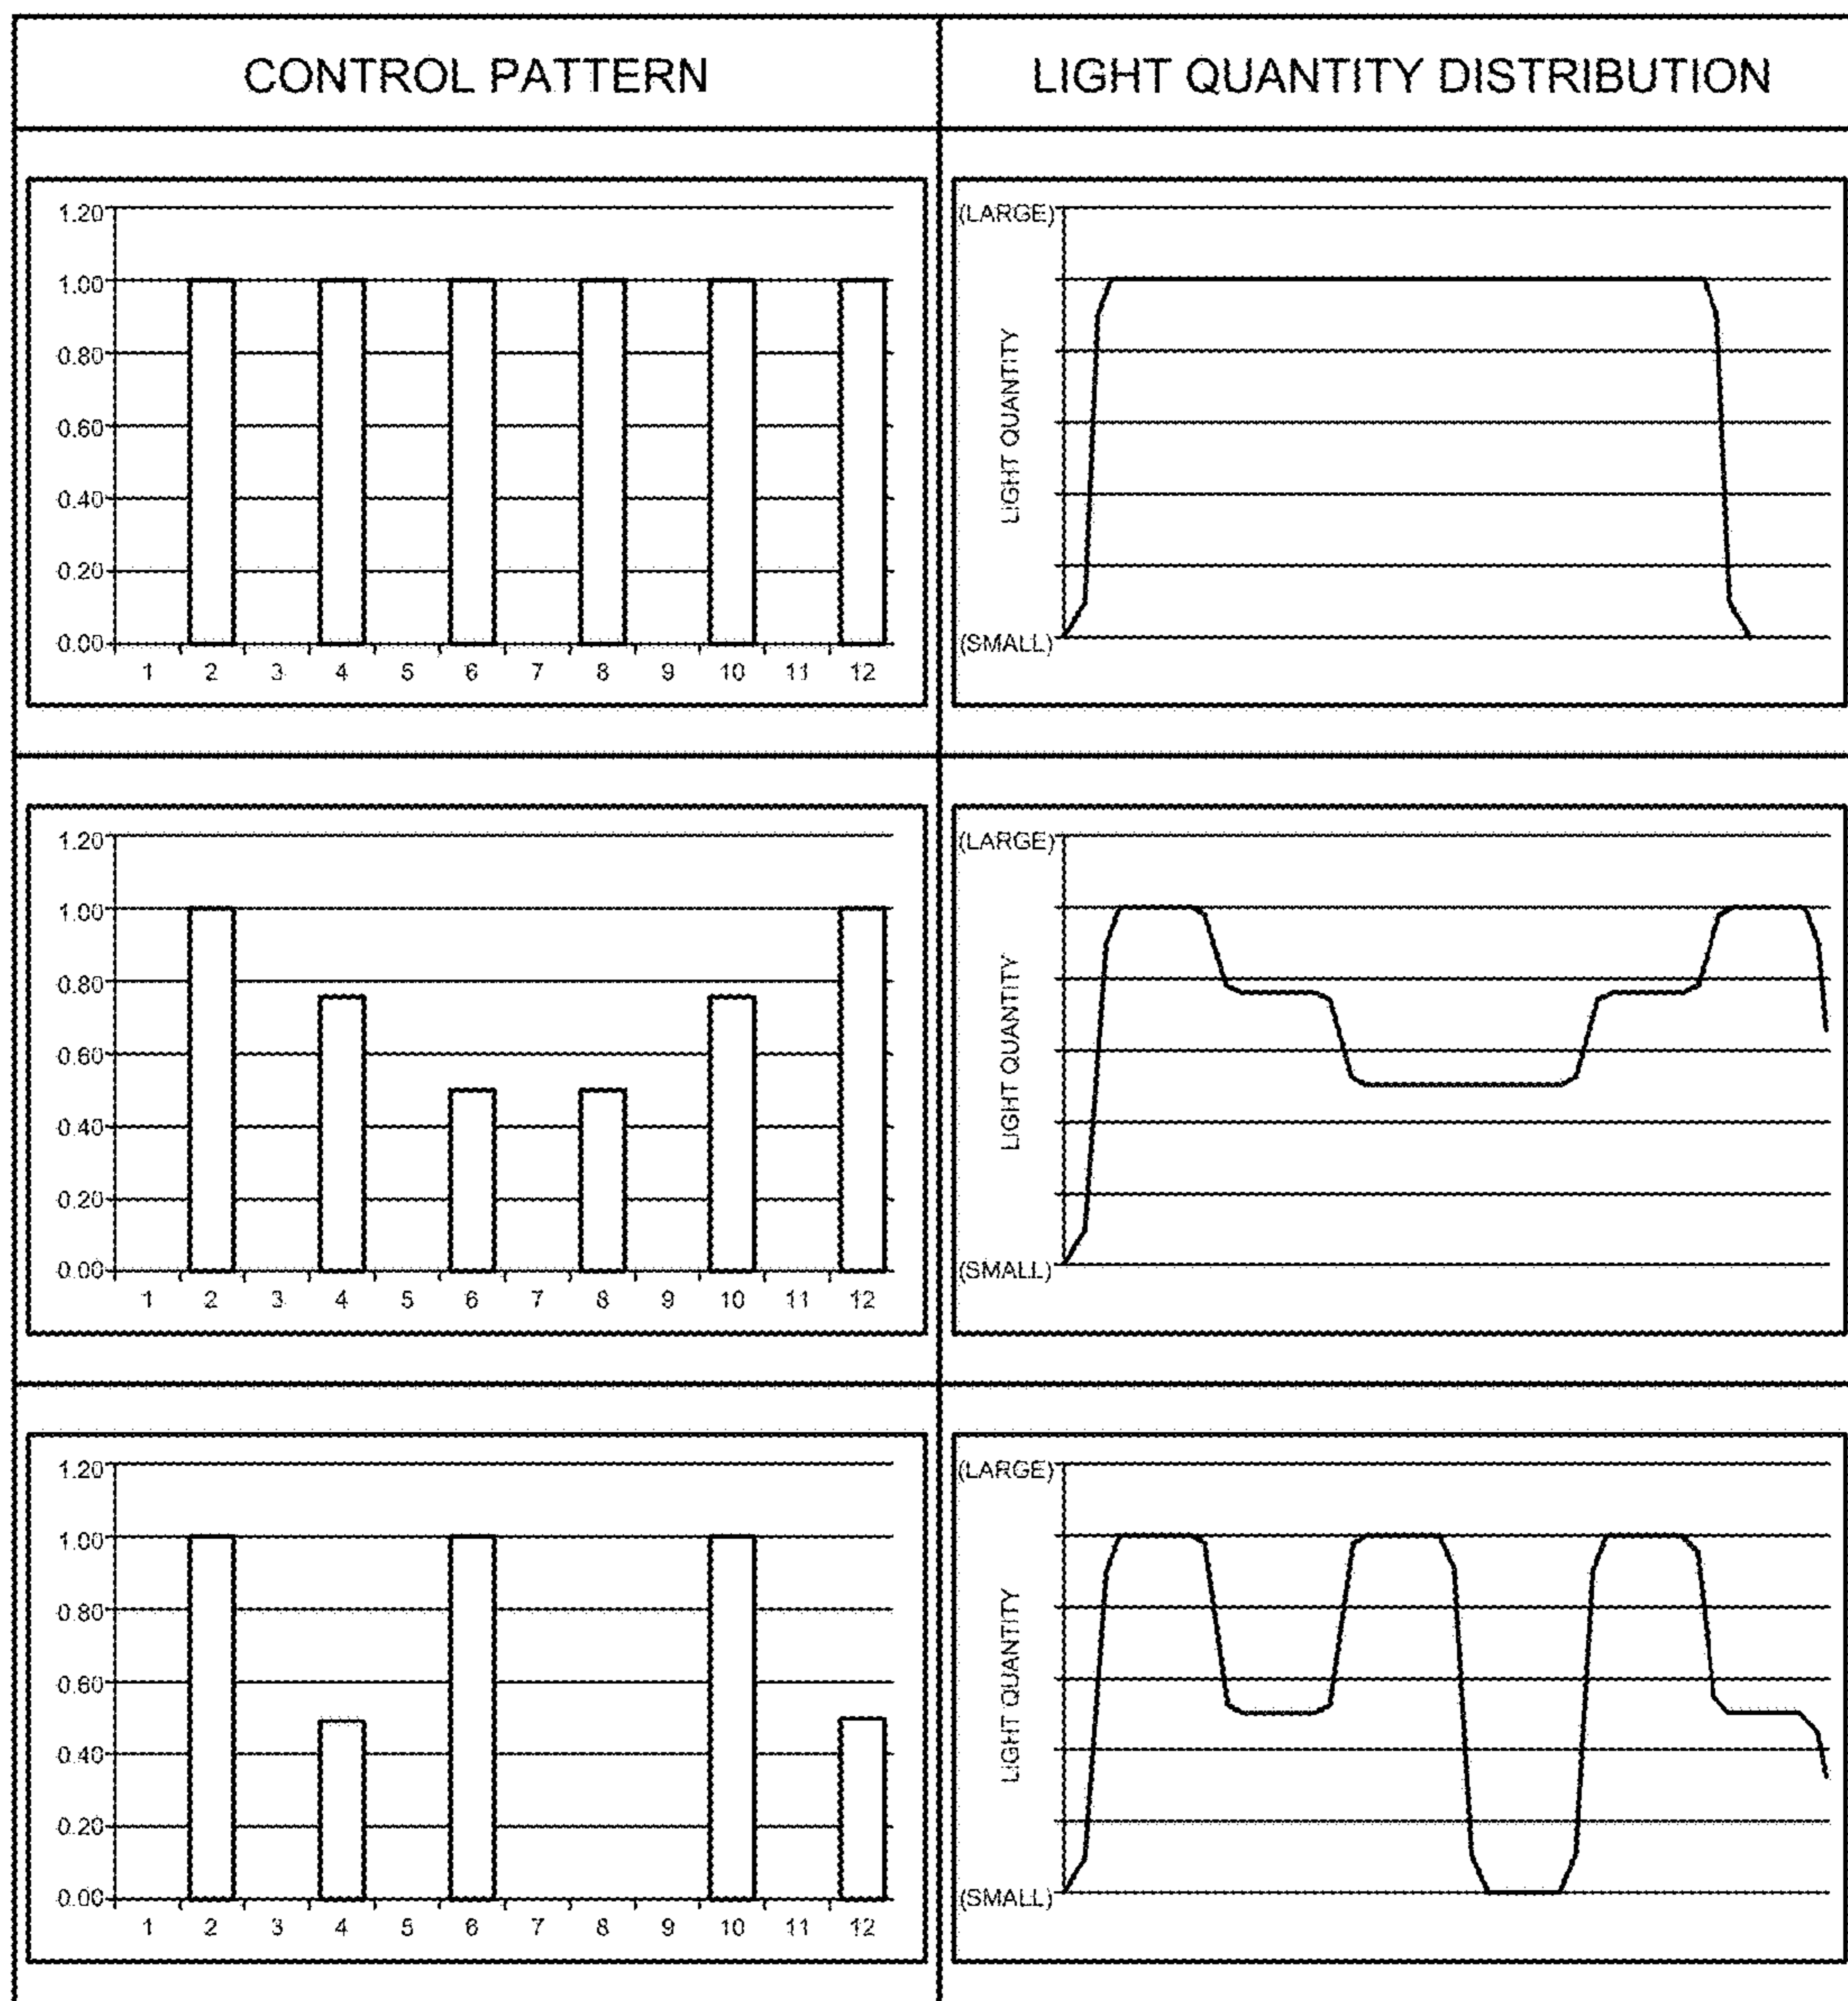 CONTROL PATTERN
LIGHT QUANTITY DISTRIBUTION
1.20
1.00
0.80
0.60
0.40
0.20
0.00
1 2 3 4 5 6 7 8 9 10 11 12
(LARGE)
LIGHT QUANTITY
(SMALL)
1.20
1.00
0.80
0.60
0.40
0.20
0.00
1 2 3 4 5 6 7 8 9 10 11 12
(LARGE)
LIGHT QUANTITY
(SMALL)
1.20
1.00
0.80
0.60
0.40
0.20
0.00
1 2 3 4 5 6 7 8 9 10 11 12
(LARGE)
LIGHT QUANTITY
(SMALL)